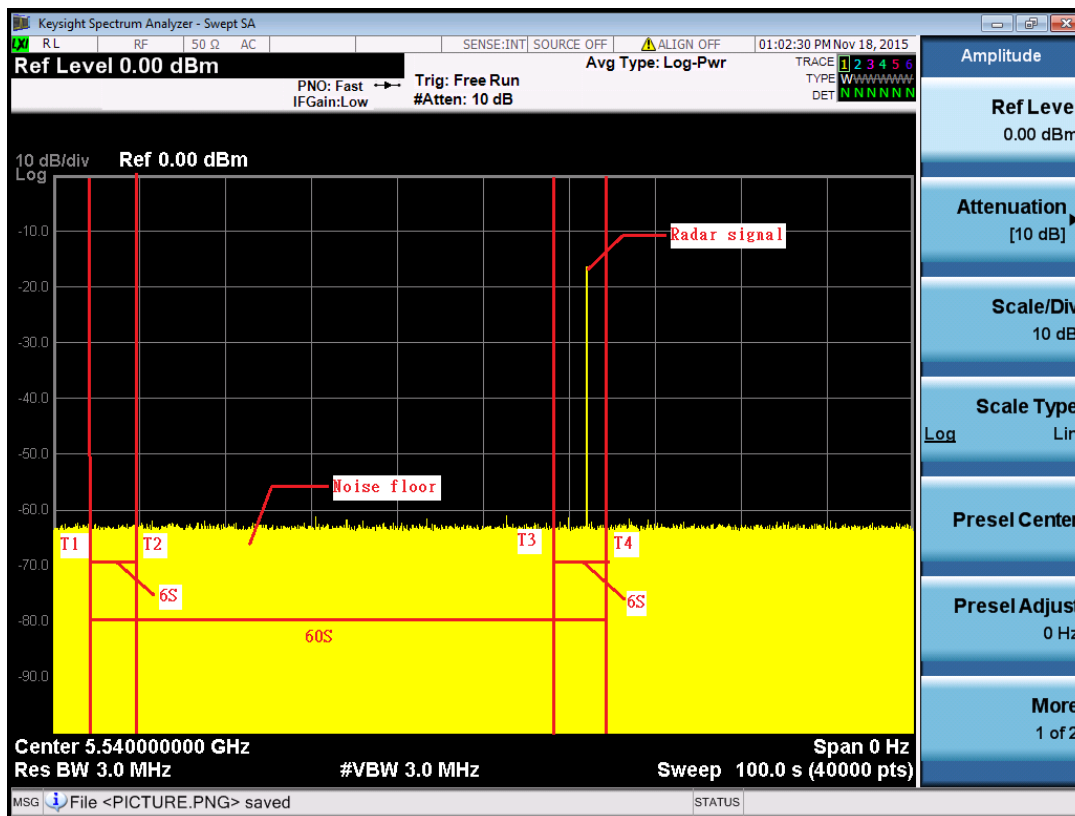 Keysight Spectrum Analyzer - Swept SA
LXI RL RF 50 Ω AC SENSE:INT SOURCE OFF ALIGN OFF 01:02:30 PM Nov 18, 2015
Ref Level 0.00 dBm
PNO: Fast
IFGain:Low
Trig: Free Run
#Atten: 10 dB
Avg Type: Log-Pwr
TRACE 1 2 3 4 5 6
TYPE WWWWWW
DET N N N N N N
10 dB/div Ref 0.00 dBm
Log
-10.0
-20.0
-30.0
-40.0
-50.0
-60.0
-70.0
-80.0
-90.0
Radar signal
Noise floor
T1 T2 T3 T4
6S 6S
60S
Center 5.540000000 GHz Span 0 Hz
Res BW 3.0 MHz #VBW 3.0 MHz Sweep 100.0 s (40000 pts)
MSG File <PICTURE.PNG> saved STATUS
Amplitude
Ref Leve
0.00 dBm
Attenuation
[10 dB]
Scale/Div
10 dB
Scale Type
Log Lin
Presel Center
Presel Adjust
0 Hz
More
1 of 2